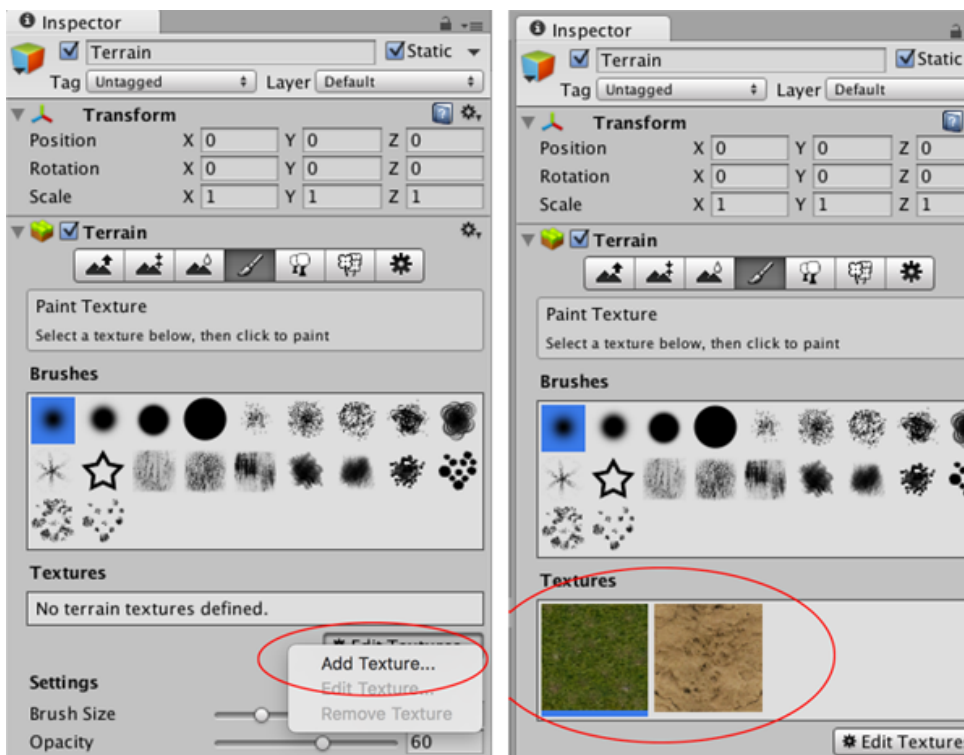 Inspector
Terrain
Static
Tag Untagged Layer Default
Transform
Position X 0 Y 0 Z 0
Rotation X 0 Y 0 Z 0
Scale X 1 Y 1 Z 1
Terrain
Paint Texture
Select a texture below, then click to paint
Brushes
Textures
No terrain textures defined.
Edit Textures
Add Texture...
Edit Texture...
Remove Texture
Settings
Brush Size
Opacity 60
Inspector
Terrain
Static
Tag Untagged Layer Default
Transform
Position X 0 Y 0 Z 0
Rotation X 0 Y 0 Z 0
Scale X 1 Y 1 Z 1
Terrain
Paint Texture
Select a texture below, then click to paint
Brushes
Textures
Edit Texture